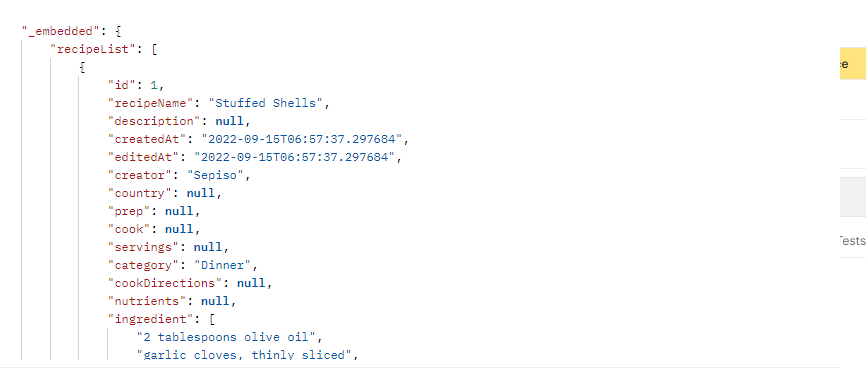 "_embedded": {
"recipeList": [
{
"id": 1,
"recipeName": "Stuffed Shells",
"description": null,
"createdAt": "2022-09-15T06:57:37.297684",
"editedAt": "2022-09-15T06:57:37.297684",
"creator": "Sepiso",
"country": null,
"prep": null,
"cook": null,
"servings": null,
"category": "Dinner",
"cookDirections": null,
"nutrients": null,
"ingredient": [
"2 tablespoons olive oil",
"garlic cloves, thinly sliced",
ce
Tests